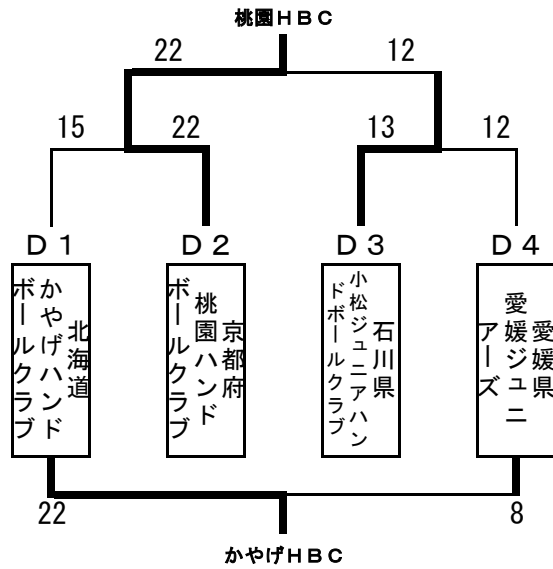 桃園ＨＢＣ
22
12
15
22
13
12
Ｄ１
Ｄ２
Ｄ３
Ｄ４
北海道
かやげハンド
ボールクラブ
京都府
桃園ハンド
ボールクラブ
石川県
小松ジュニアハン
ドボールクラブ
愛媛県
愛媛ジュニ
アーズ
22
8
かやげＨＢＣ